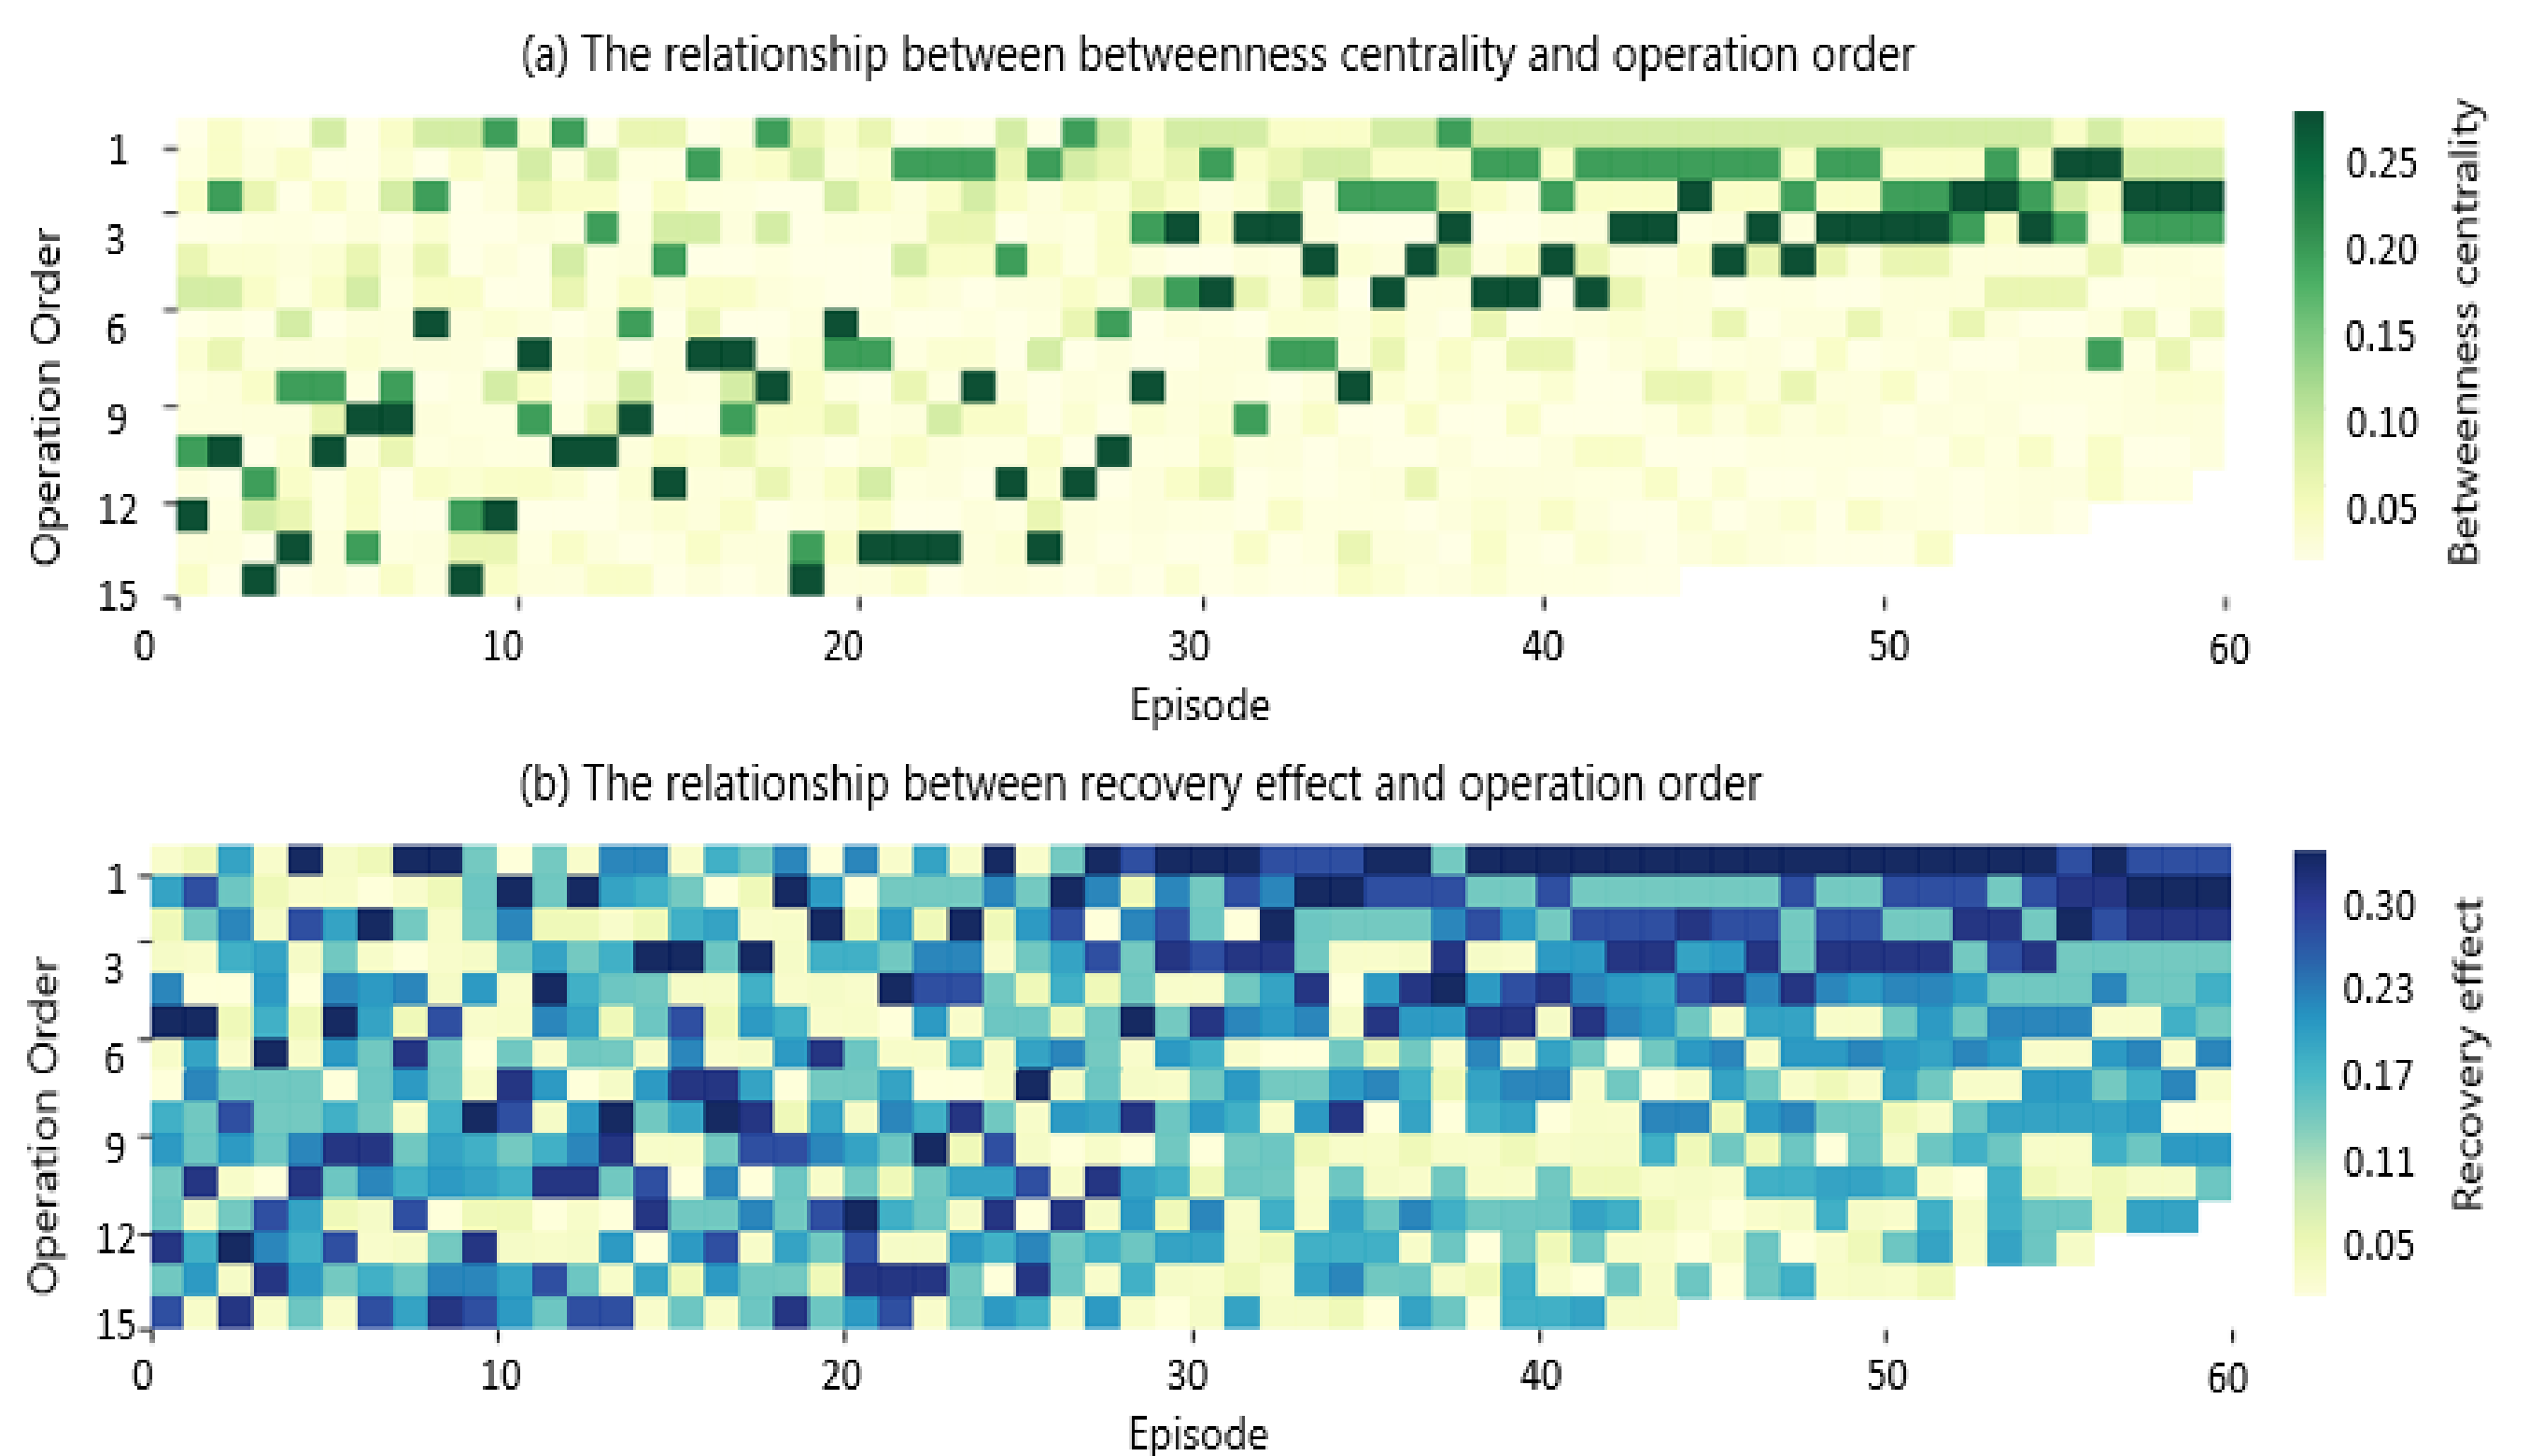 (a) The relationship between betweenness centrality and operation order
1
3
6
9
12
15
Operation Order
0 10 20 30 40 50 60
Episode
0.25
0.20
0.15
0.10
0.05
Betweenness centrality
(b) The relationship between recovery effect and operation order
1
3
6
9
12
15
Operation Order
0 10 20 30 40 50 60
Episode
0.30
0.23
0.17
0.11
0.05
Recovery effect